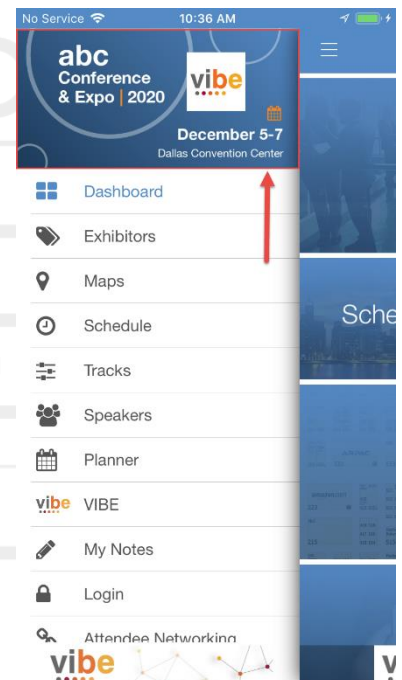 No Service 10:36 AM
abc
Conference
& Expo | 2020
vibe
December 5-7
Dallas Convention Center
Dashboard
Exhibitors
Maps
Schedule
Sche
Tracks
Speakers
Planner
vibe VIBE
My Notes
Login
Attendee Networking
vibe
v